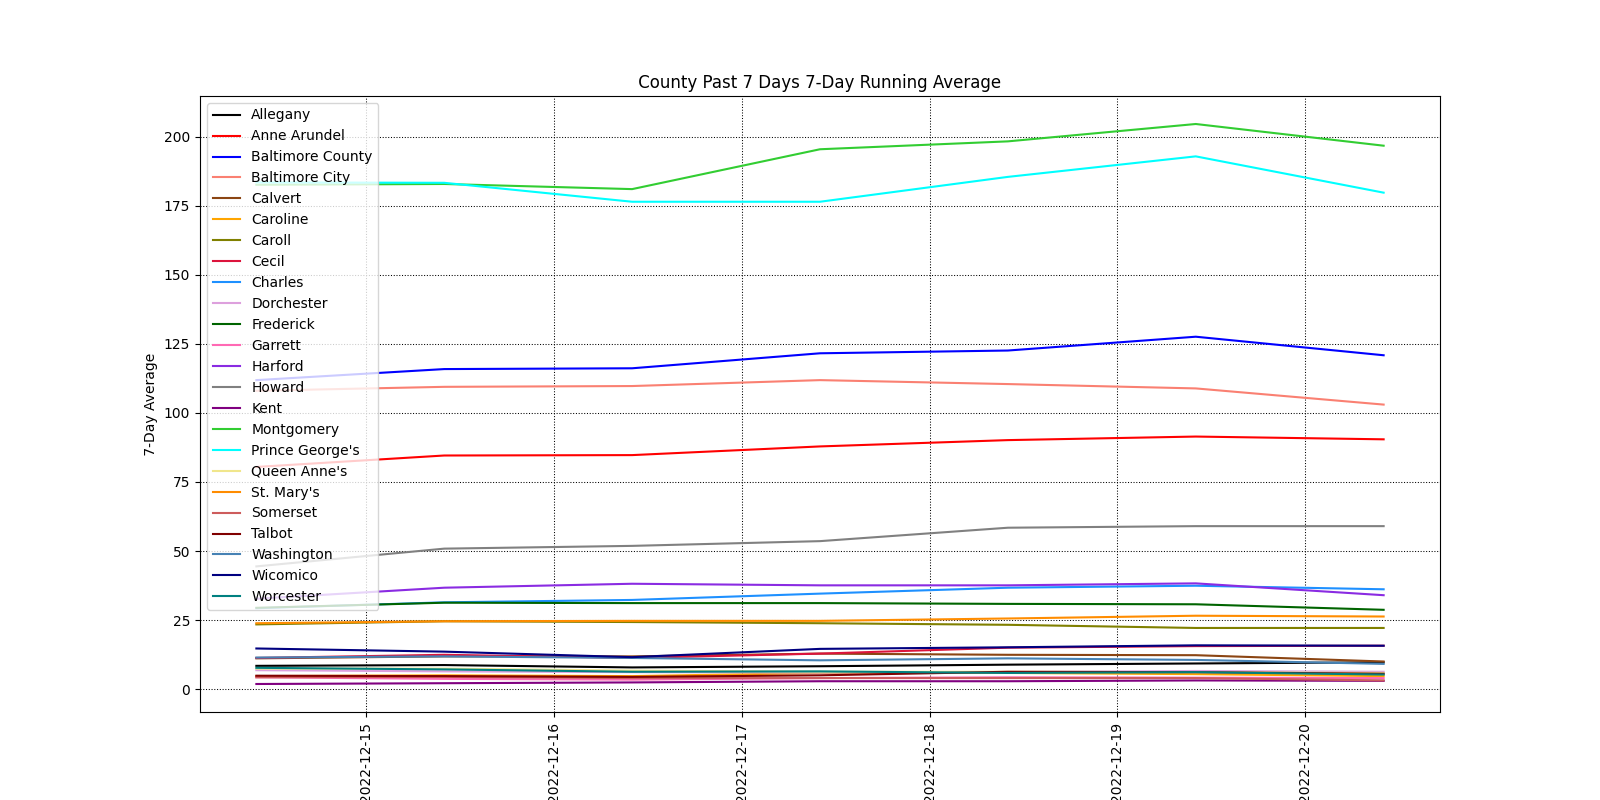 County Past 7 Days 7-Day Running Average
7-Day Average
200
175
150
125
100
75
50
25
0
Allegany
Anne Arundel
Baltimore County
Baltimore City
Calvert
Caroline
Caroll
Cecil
Charles
Dorchester
Frederick
Garrett
Harford
Howard
Kent
Montgomery
Prince George's
Queen Anne's
St. Mary's
Somerset
Talbot
Washington
Wicomico
Worcester
2022-12-15
2022-12-16
2022-12-17
2022-12-18
2022-12-19
2022-12-20